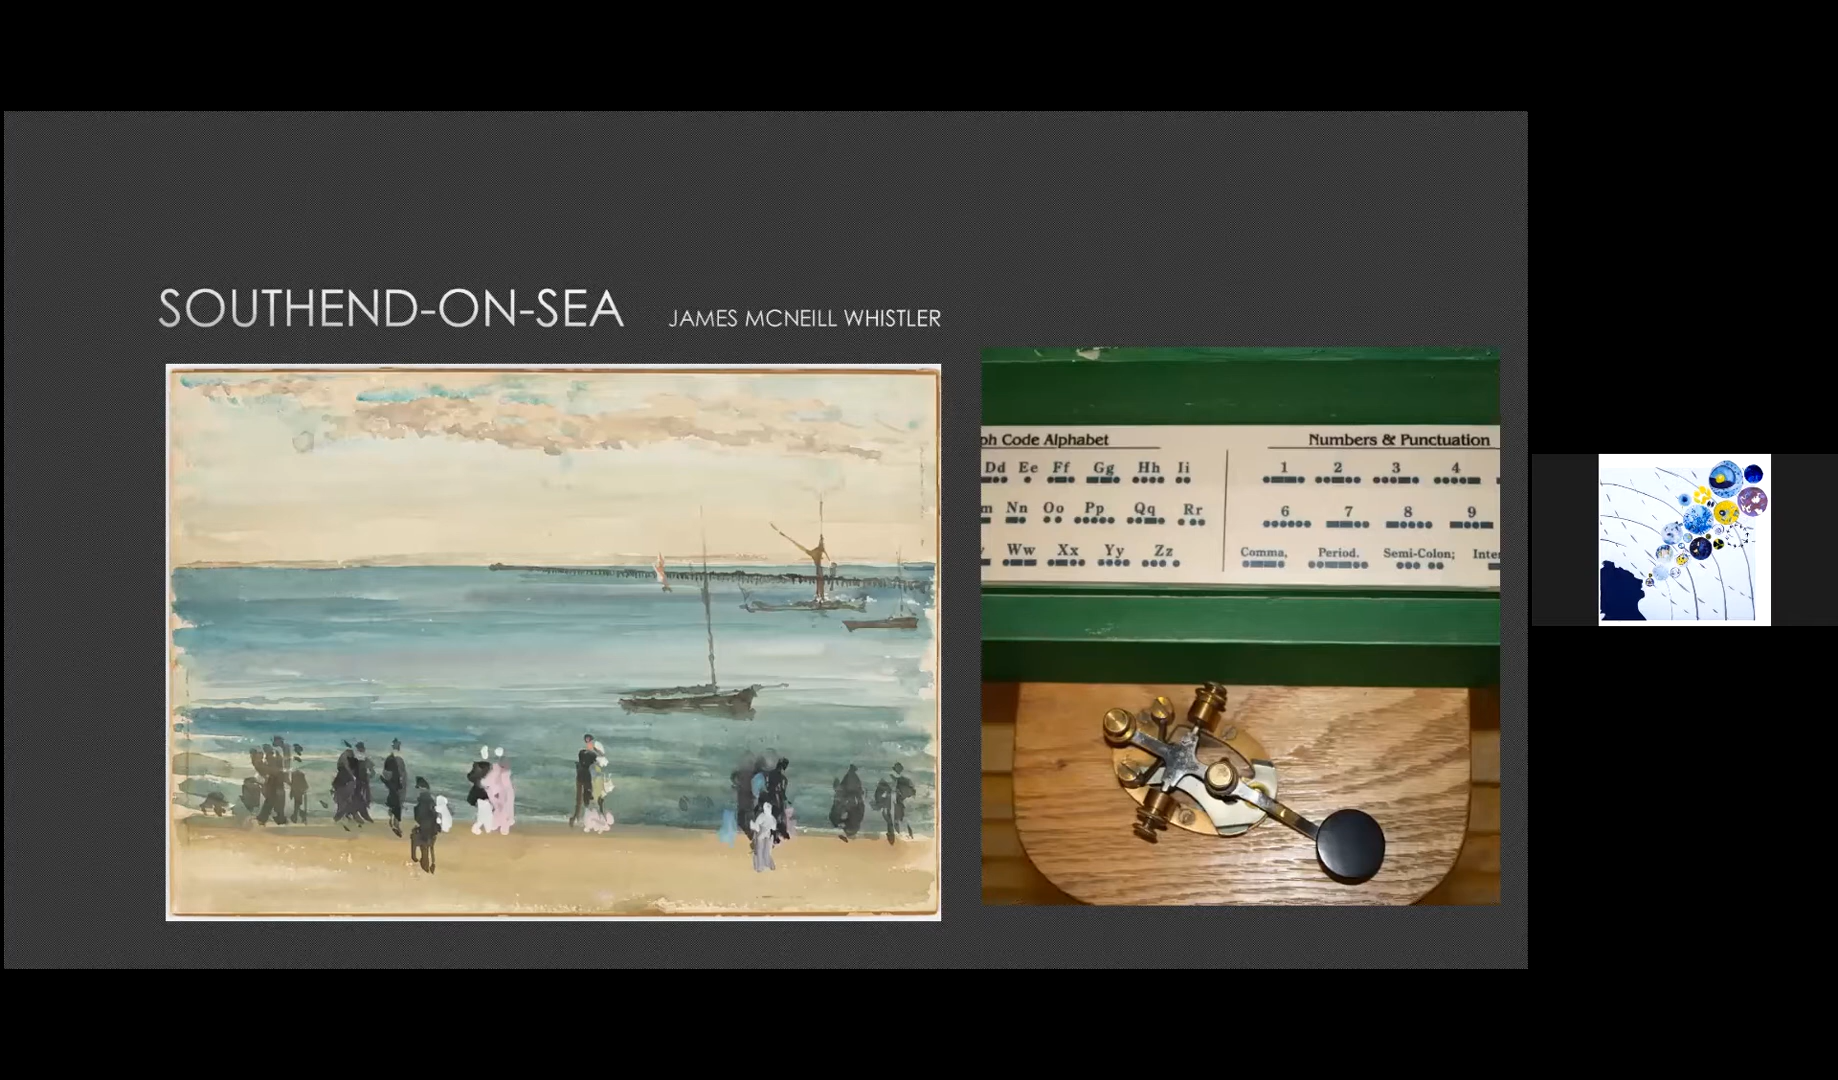 SOUTHEND-ON-SEA JAMES MCNEILL WHISTLER
ph Code Alphabet
Dd Ee Ff Gg Hh Ii
m Nn Oo Pp Qq Rr
Ww Xx Yy Zz
Numbers & Punctuation
1 2 3 4
6 7 8 9
Comma, Period. Semi-Colon; Inter